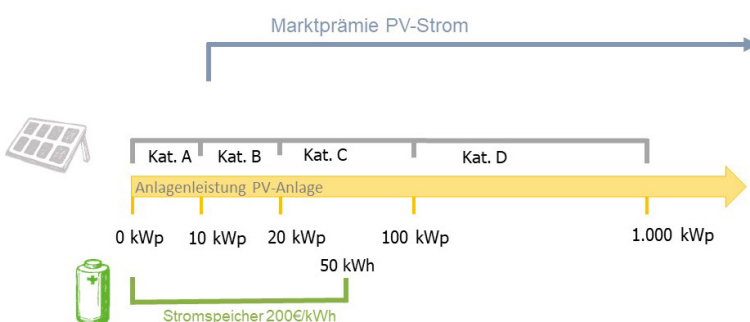 Marktprämie PV-Strom
Kat. A Kat. B Kat. C Kat. D
Anlagenleistung PV-Anlage
0 kWp 10 kWp 20 kWp 100 kWp 1.000 kWp
50 kWh
Stromspeicher 200€/kWh